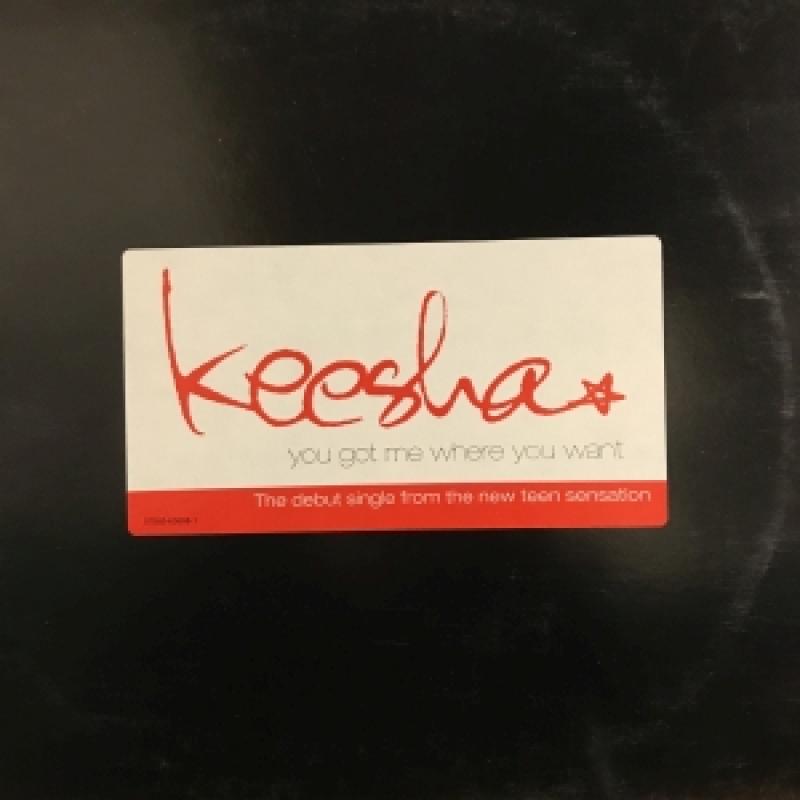 keesha
you got me where you want
The debut single from the new teen sensation